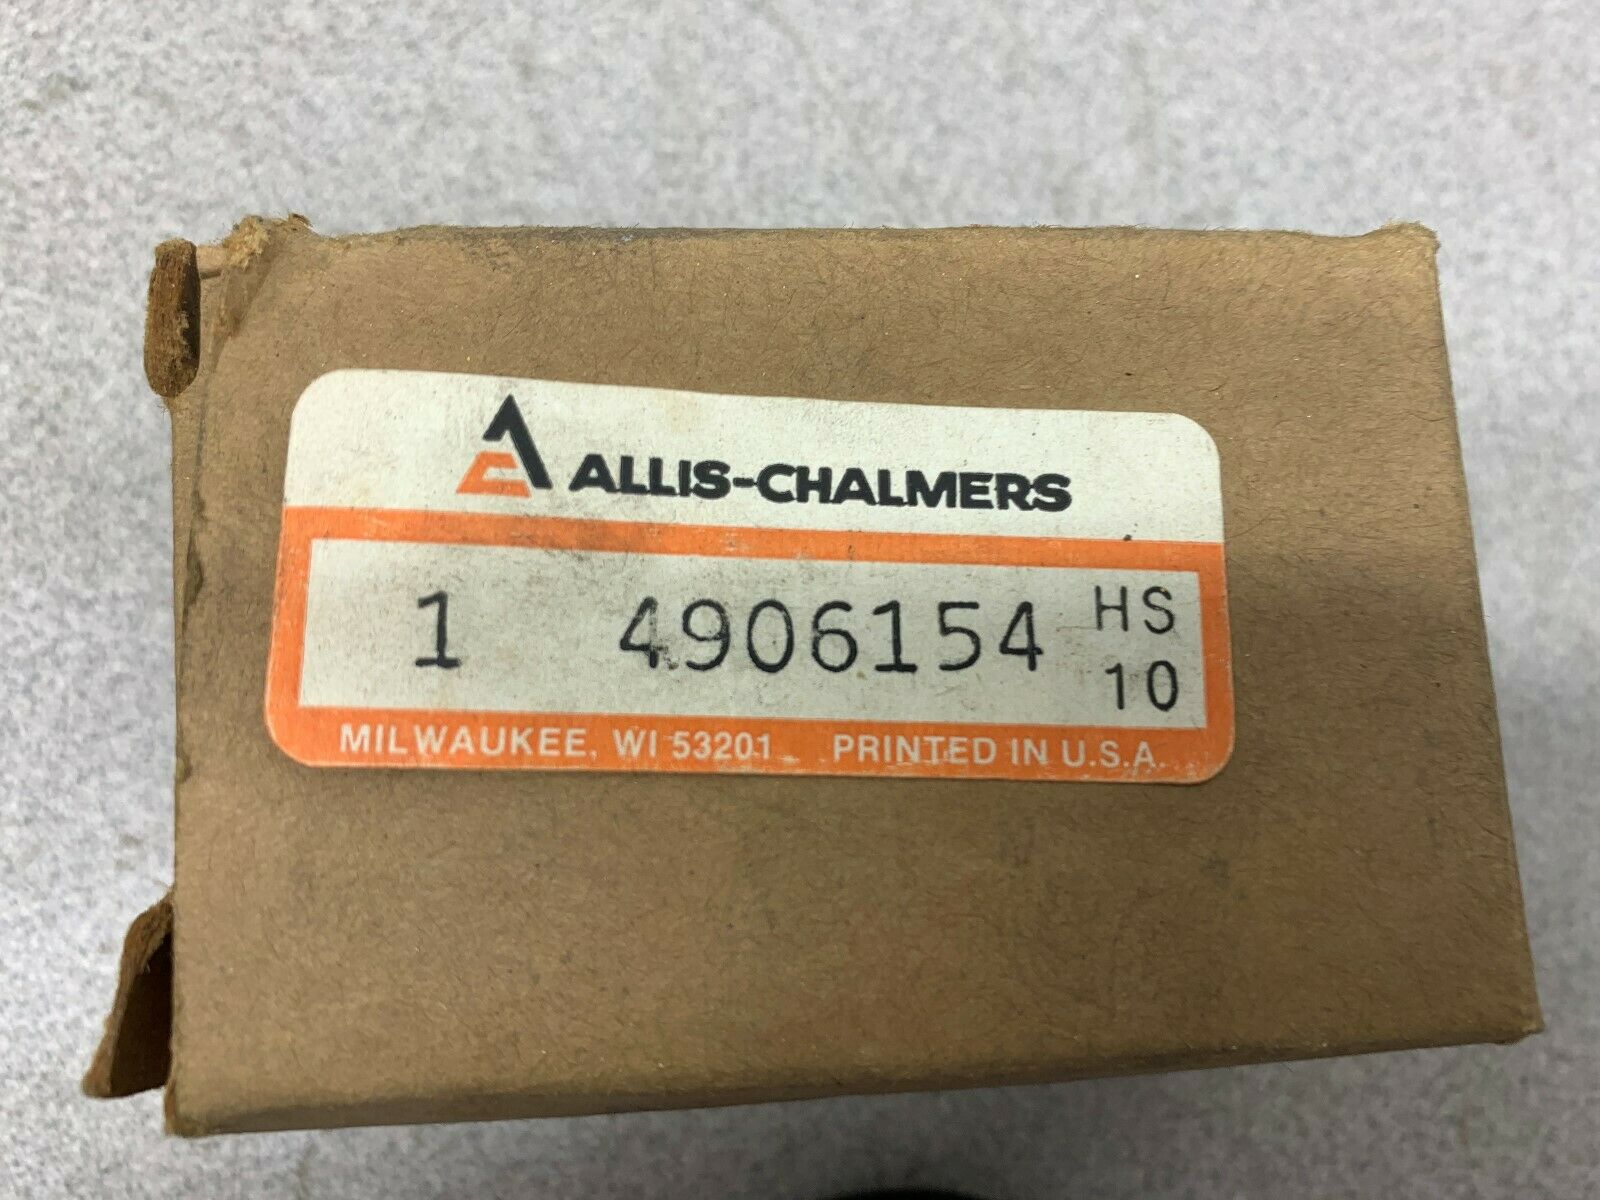 ALLIS-CHALMERS
1 4906154 HS
10
MILWAUKEE, WI 53201 PRINTED IN U.S.A.